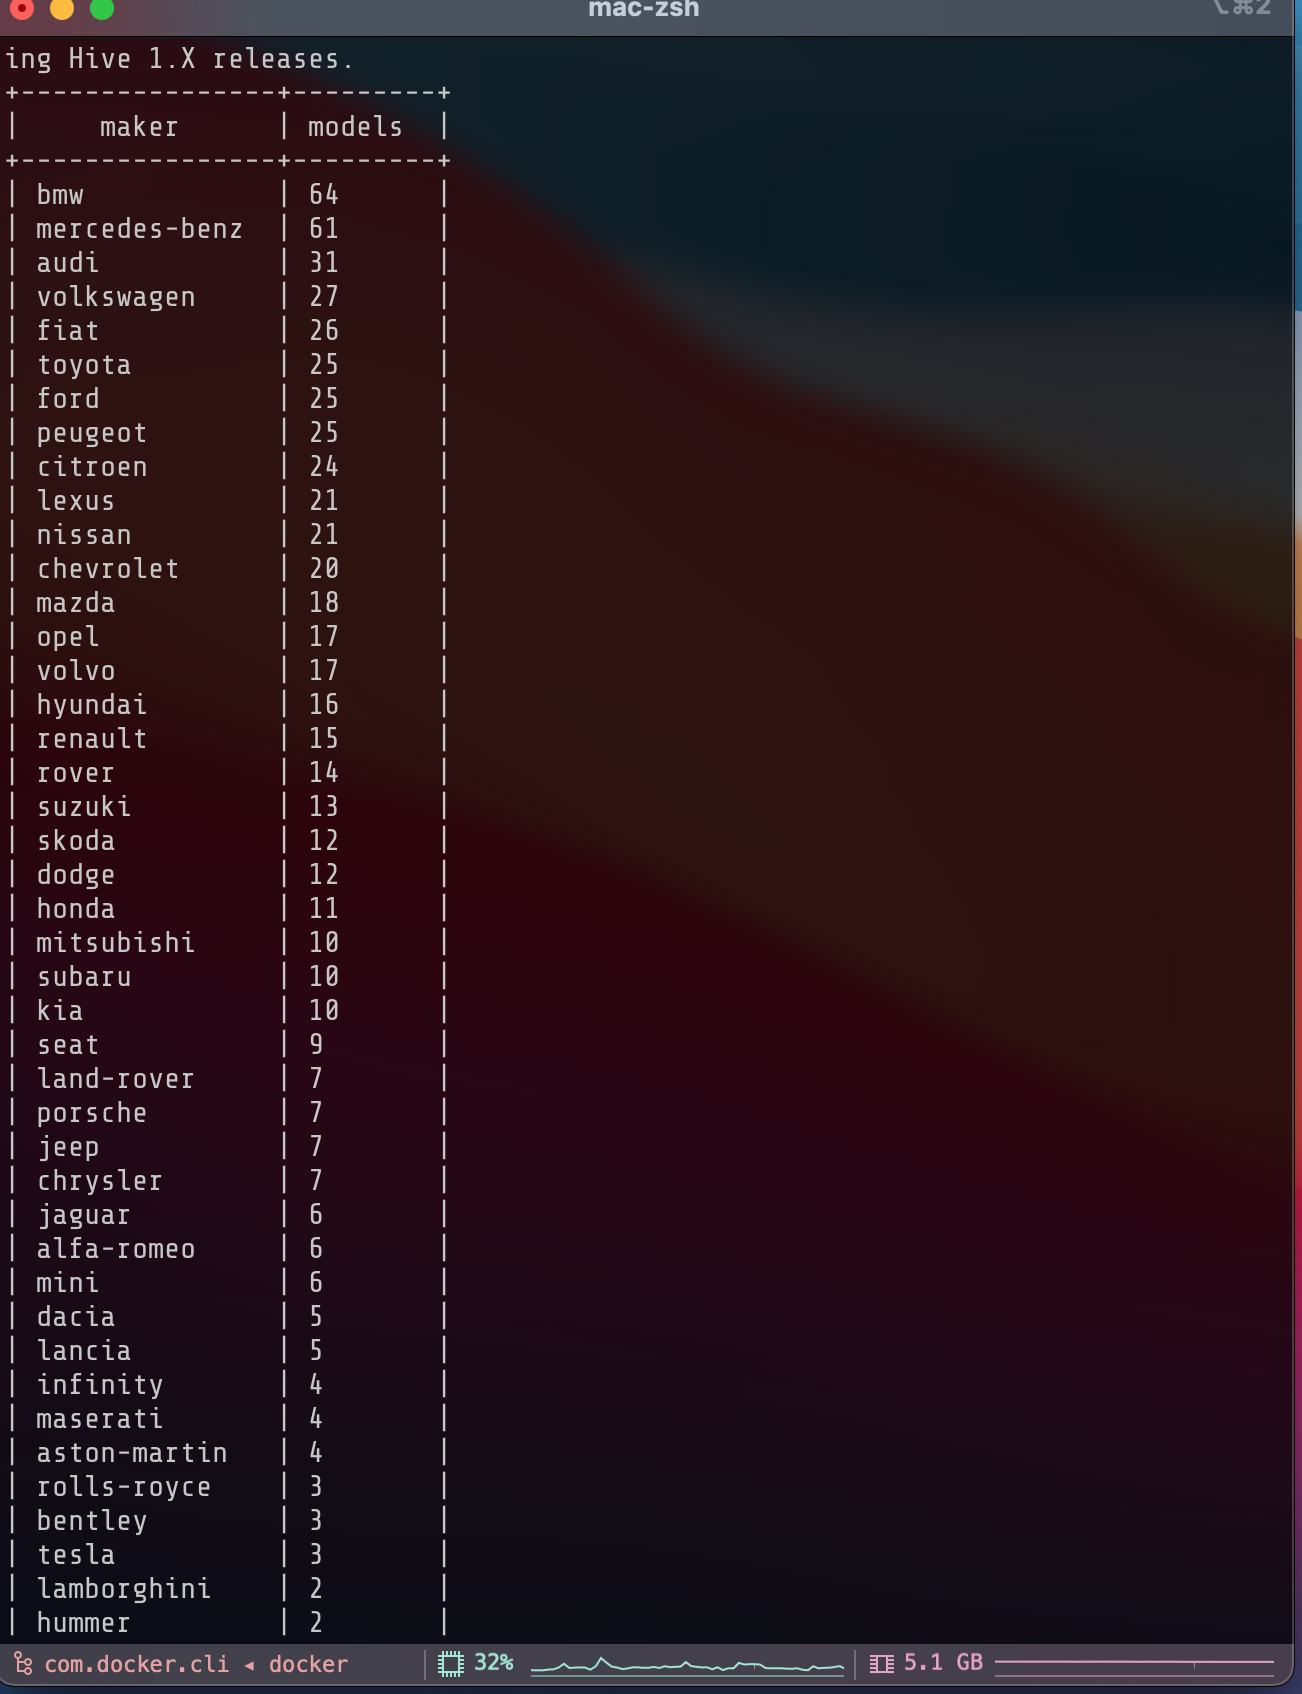 mac-zsh ⌥⌘2
ing Hive 1.X releases.
+----------------+---------+
|     maker      | models  |
+----------------+---------+
| bmw            | 64      |
| mercedes-benz  | 61      |
| audi           | 31      |
| volkswagen     | 27      |
| fiat           | 26      |
| toyota         | 25      |
| ford           | 25      |
| peugeot        | 25      |
| citroen        | 24      |
| lexus          | 21      |
| nissan         | 21      |
| chevrolet      | 20      |
| mazda          | 18      |
| opel           | 17      |
| volvo          | 17      |
| hyundai        | 16      |
| renault        | 15      |
| rover          | 14      |
| suzuki         | 13      |
| skoda          | 12      |
| dodge          | 12      |
| honda          | 11      |
| mitsubishi     | 10      |
| subaru         | 10      |
| kia            | 10      |
| seat           | 9       |
| land-rover     | 7       |
| porsche        | 7       |
| jeep           | 7       |
| chrysler       | 7       |
| jaguar         | 6       |
| alfa-romeo     | 6       |
| mini           | 6       |
| dacia          | 5       |
| lancia         | 5       |
| infinity       | 4       |
| maserati       | 4       |
| aston-martin   | 4       |
| rolls-royce    | 3       |
| bentley        | 3       |
| tesla          | 3       |
| lamborghini    | 2       |
| hummer         | 2       |
com.docker.cli ◂ docker 32% 5.1 GB